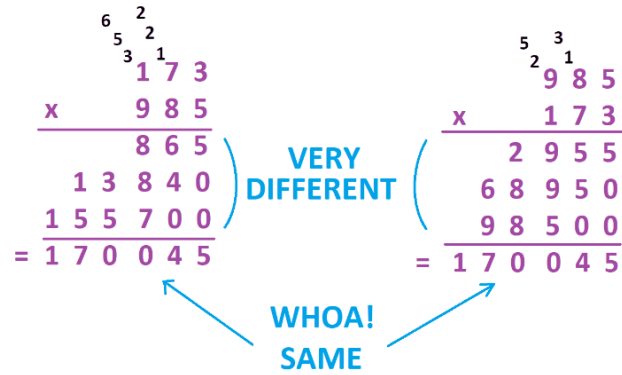 6 2
5 2
3 1
1 7 3
x 9 8 5
8 6 5
1 3 8 4 0
1 5 5 7 0 0
= 1 7 0 0 4 5
VERY
DIFFERENT
5 3
2 1
9 8 5
x 1 7 3
2 9 5 5
6 8 9 5 0
9 8 5 0 0
= 1 7 0 0 4 5
WHOA!
SAME